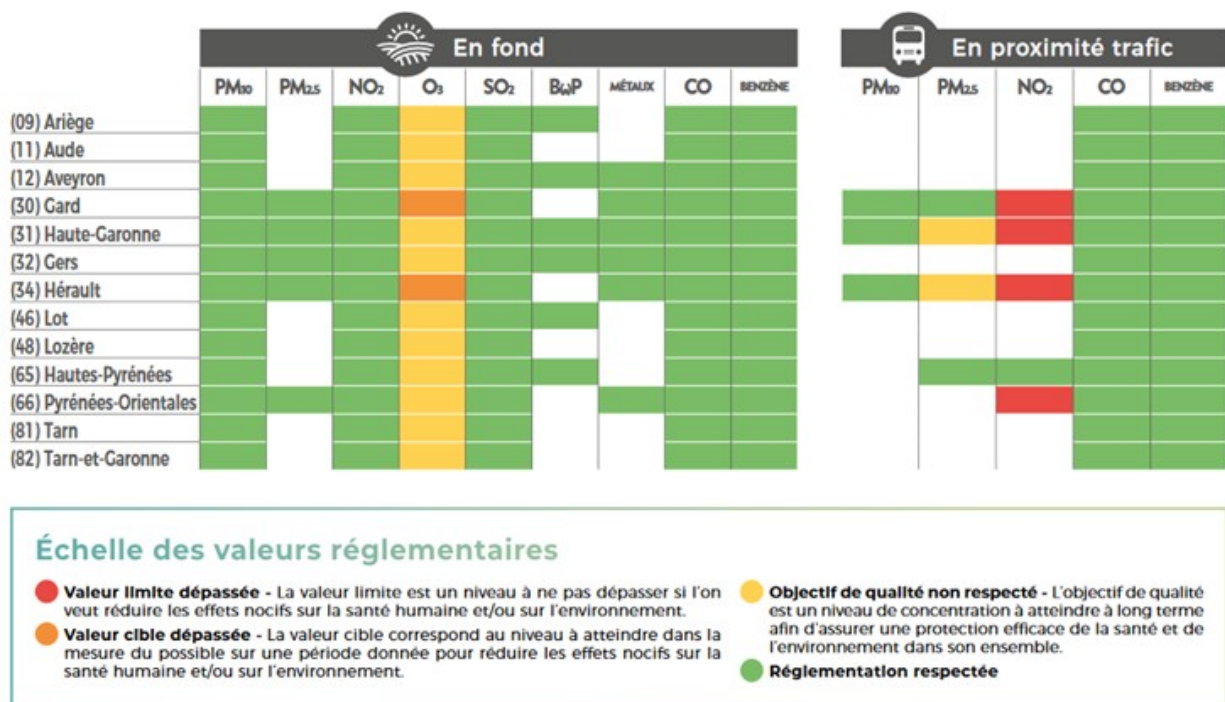 En fond
En proximité trafic
PM10 PM2.5 NO2 O3 SO2 B(a)P MÉTAUX CO BENZÈNE
PM10 PM2.5 NO2 CO BENZÈNE
(09) Ariège
(11) Aude
(12) Aveyron
(30) Gard
(31) Haute-Garonne
(32) Gers
(34) Hérault
(46) Lot
(48) Lozère
(65) Hautes-Pyrénées
(66) Pyrénées-Orientales
(81) Tarn
(82) Tarn-et-Garonne
Échelle des valeurs réglementaires
Valeur limite dépassée - La valeur limite est un niveau à ne pas dépasser si l'on
veut réduire les effets nocifs sur la santé humaine et/ou sur l'environnement.
Valeur cible dépassée - La valeur cible correspond au niveau à atteindre dans la
mesure du possible sur une période donnée pour réduire les effets nocifs sur la
santé humaine et/ou sur l'environnement.
Objectif de qualité non respecté - L'objectif de qualité
est un niveau de concentration à atteindre à long terme
afin d'assurer une protection efficace de la santé et de
l'environnement dans son ensemble.
Réglementation respectée